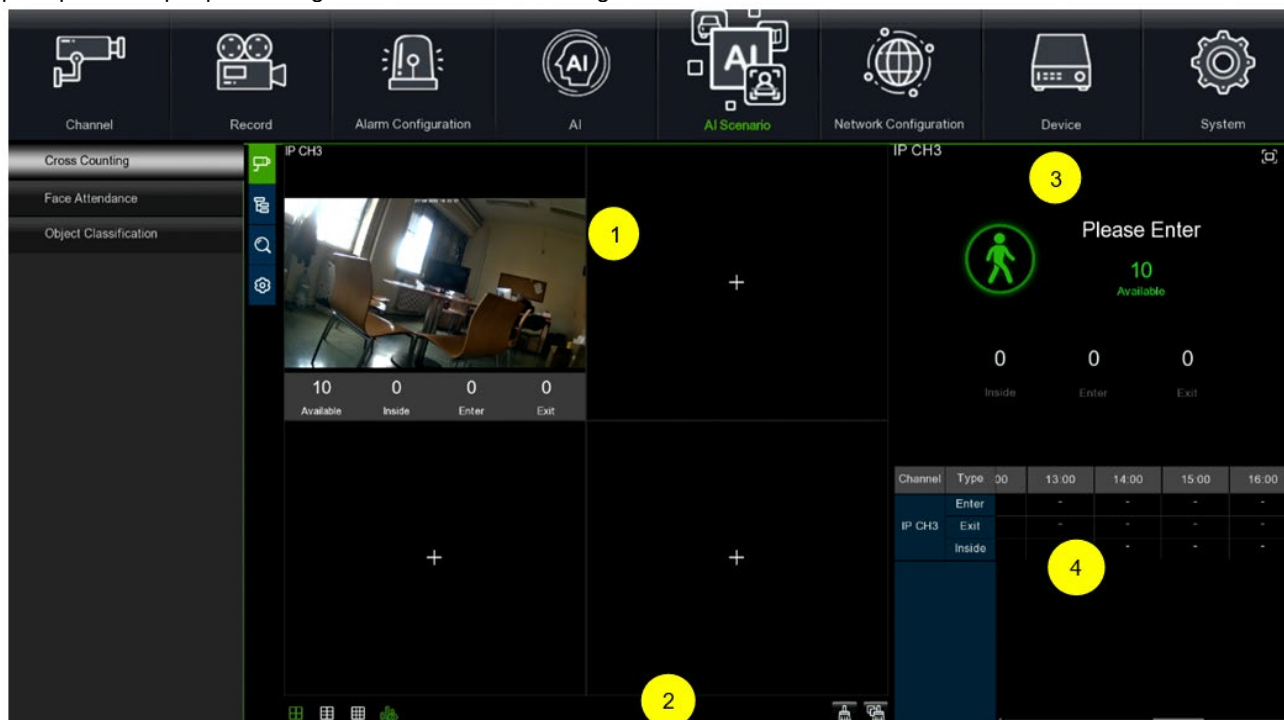 Channel
Record
Alarm Configuration
AI
AI
AI Scenario
Network Configuration
Device
System
Cross Counting
Face Attendance
Object Classification
IP CH3
1
10 0 0 0
Available Inside Enter Exit
2
IP CH3
3
Please Enter
10
Available
0 0 0
Inside Enter Exit
Channel Type 00 13:00 14:00 15:00 16:00
Enter - - - -
IP CH3 Exit - - - -
Inside - - -
4